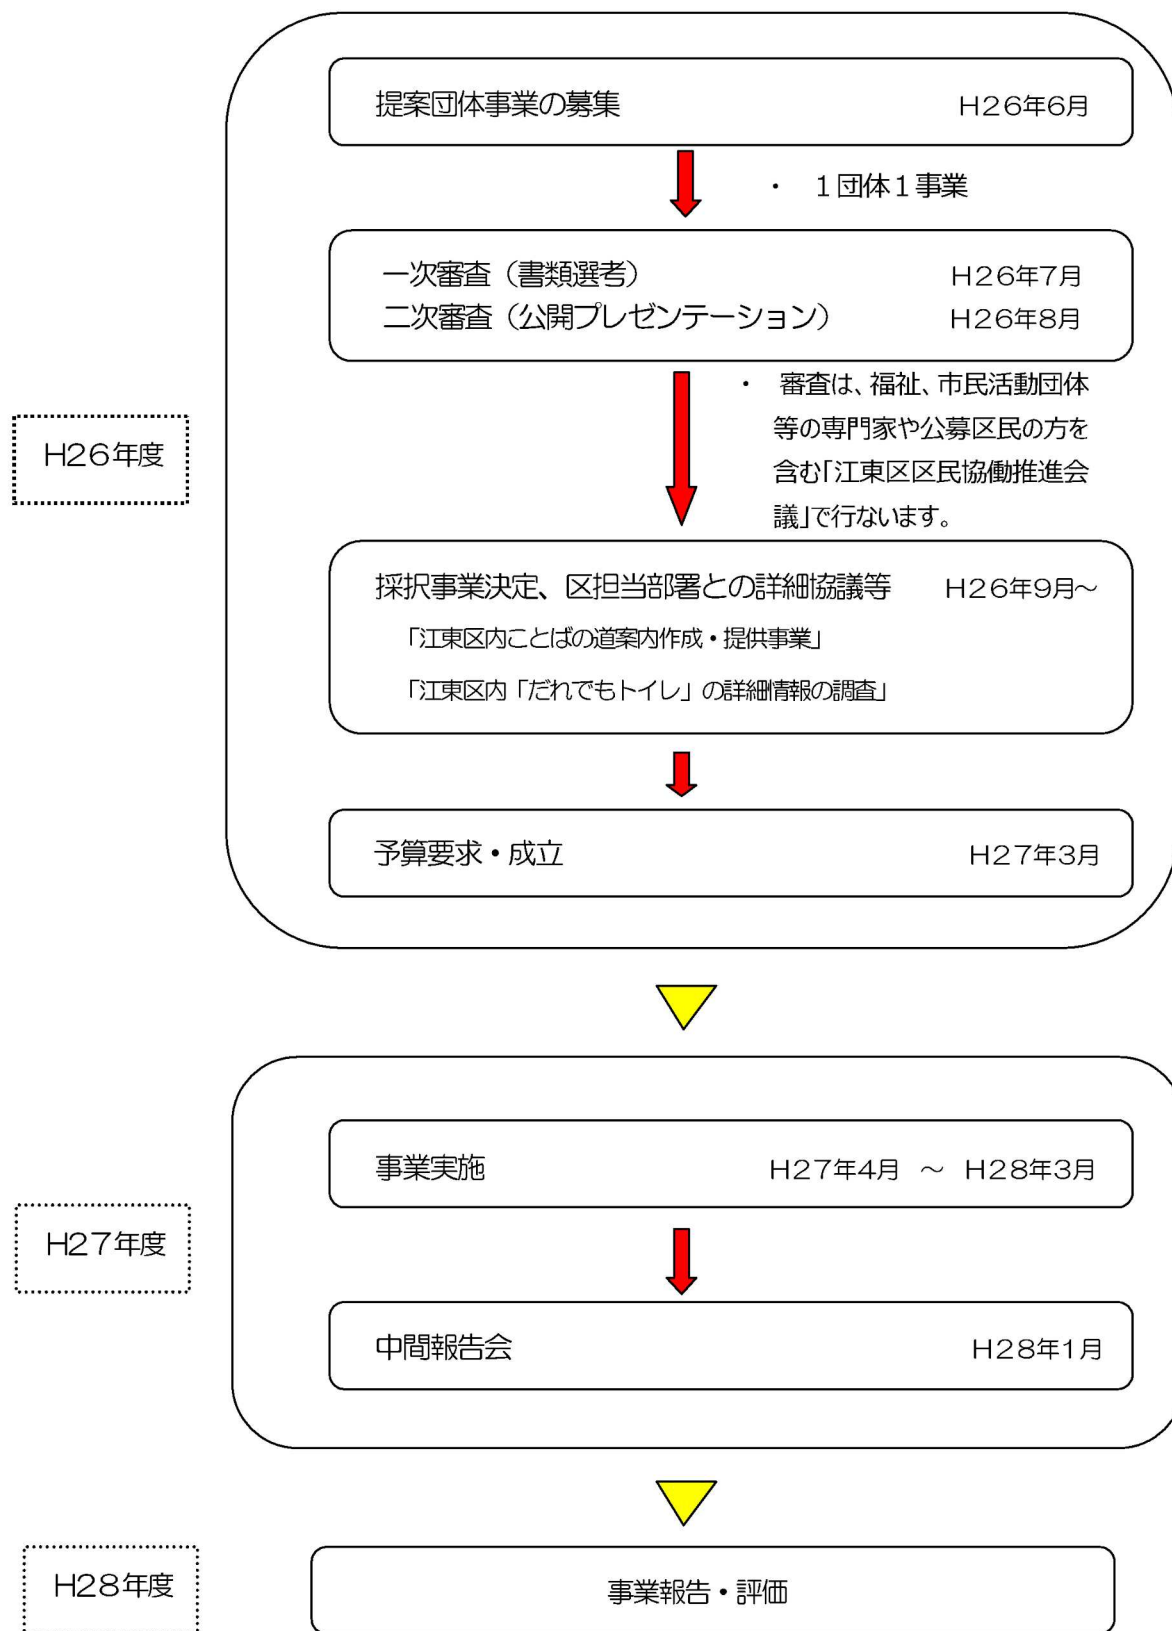 提案団体事業の募集 H26年6月
・ 1団体1事業
一次審査（書類選考） H26年7月
二次審査（公開プレゼンテーション） H26年8月
・ 審査は、福祉、市民活動団体
等の専門家や公募区民の方を
含む「江東区区民協働推進会
議」で行ないます。
H26年度
採択事業決定、区担当部署との詳細協議等 H26年9月～
「江東区内ことばの道案内作成・提供事業」
「江東区内「だれでもトイレ」の詳細情報の調査」
予算要求・成立 H27年3月
事業実施 H27年4月 ～ H28年3月
H27年度
中間報告会 H28年1月
H28年度
事業報告・評価